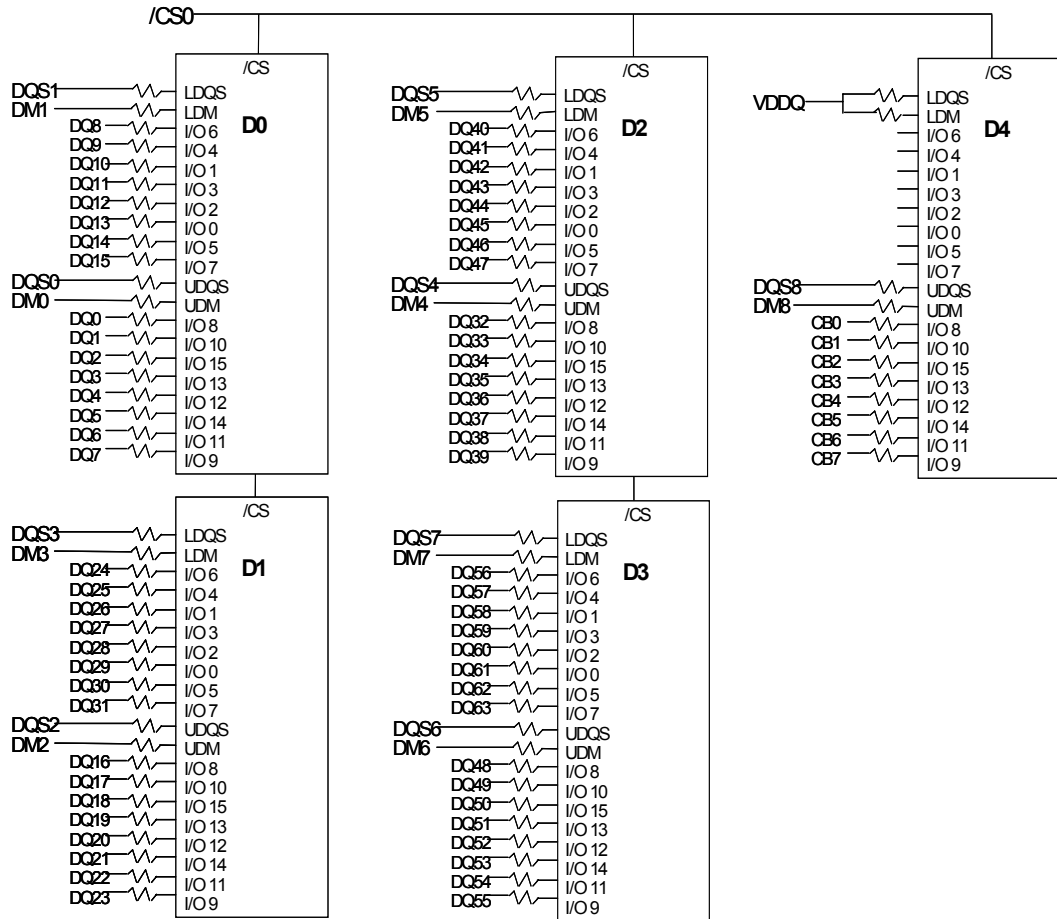 /CS0
/CS
DQS1 LDQS
DM1 LDM
D0
DQ8 I/O 6
DQ9 I/O 4
DQ10 I/O 1
DQ11 I/O 3
DQ12 I/O 2
DQ13 I/O 0
DQ14 I/O 5
DQ15 I/O 7
DQS0 UDQS
DM0 UDM
DQ0 I/O 8
DQ1 I/O 10
DQ2 I/O 15
DQ3 I/O 13
DQ4 I/O 12
DQ5 I/O 14
DQ6 I/O 11
DQ7 I/O 9
/CS
DQS3 LDQS
DM3 LDM
D1
DQ24 I/O 6
DQ25 I/O 4
DQ26 I/O 1
DQ27 I/O 3
DQ28 I/O 2
DQ29 I/O 0
DQ30 I/O 5
DQ31 I/O 7
DQS2 UDQS
DM2 UDM
DQ16 I/O 8
DQ17 I/O 10
DQ18 I/O 15
DQ19 I/O 13
DQ20 I/O 12
DQ21 I/O 14
DQ22 I/O 11
DQ23 I/O 9
/CS
DQS5 LDQS
DM5 LDM
D2
DQ40 I/O 6
DQ41 I/O 4
DQ42 I/O 1
DQ43 I/O 3
DQ44 I/O 2
DQ45 I/O 0
DQ46 I/O 5
DQ47 I/O 7
DQS4 UDQS
DM4 UDM
DQ32 I/O 8
DQ33 I/O 10
DQ34 I/O 15
DQ35 I/O 13
DQ36 I/O 12
DQ37 I/O 14
DQ38 I/O 11
DQ39 I/O 9
/CS
DQS7 LDQS
DM7 LDM
D3
DQ56 I/O 6
DQ57 I/O 4
DQ58 I/O 1
DQ59 I/O 3
DQ60 I/O 2
DQ61 I/O 0
DQ62 I/O 5
DQ63 I/O 7
DQS6 UDQS
DM6 UDM
DQ48 I/O 8
DQ49 I/O 10
DQ50 I/O 15
DQ51 I/O 13
DQ52 I/O 12
DQ53 I/O 14
DQ54 I/O 11
DQ55 I/O 9
/CS
VDDQ LDQS
LDM
D4
I/O 6
I/O 4
I/O 1
I/O 3
I/O 2
I/O 0
I/O 5
I/O 7
DQS8 UDQS
DM8 UDM
CB0 I/O 8
CB1 I/O 10
CB2 I/O 15
CB3 I/O 13
CB4 I/O 12
CB5 I/O 14
CB6 I/O 11
CB7 I/O 9